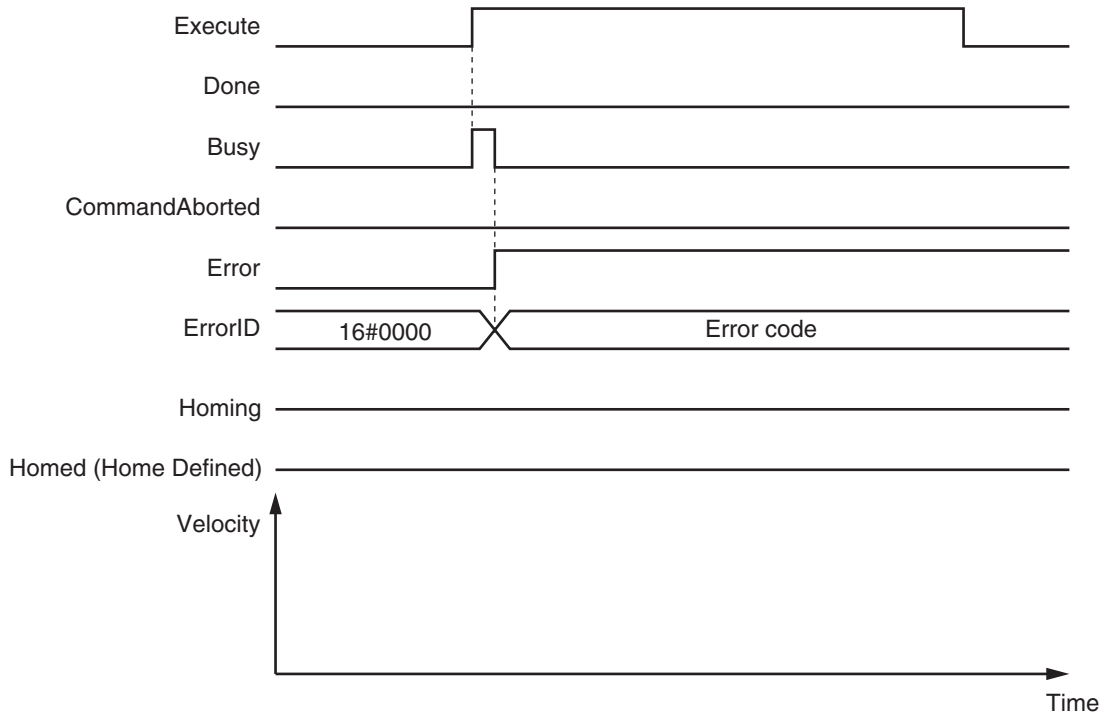 Execute
Done
Busy
CommandAborted
Error
ErrorID 16#0000 Error code
Homing
Homed (Home Defined)
Velocity
Time